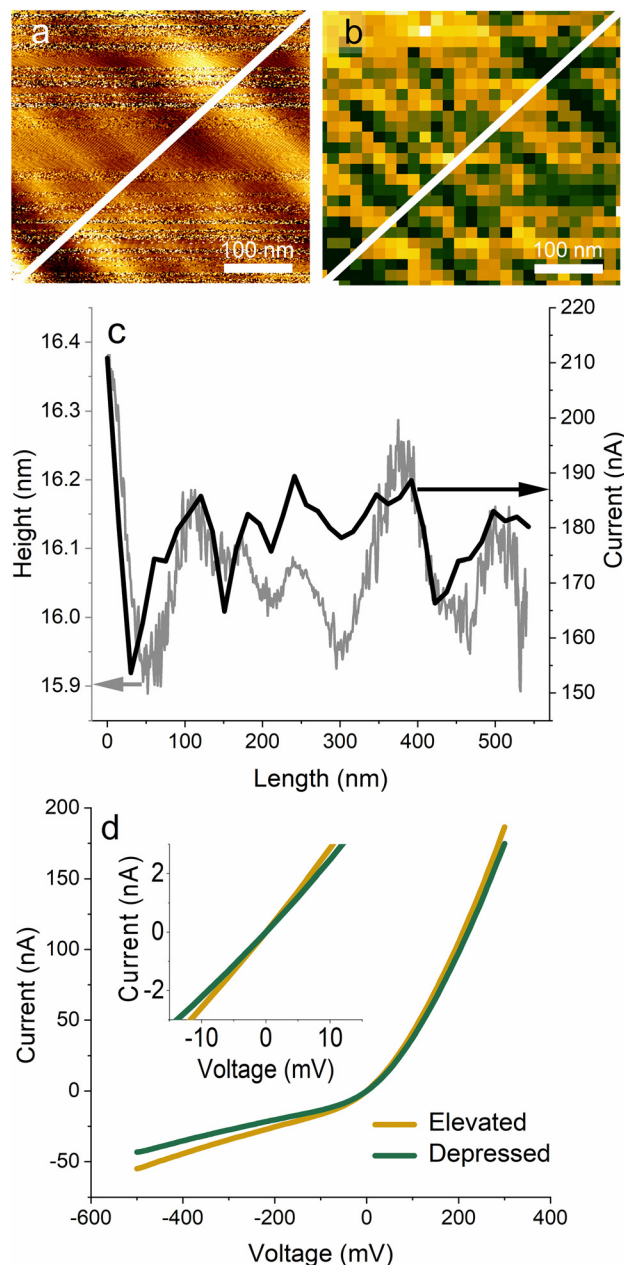 a
100 nm
b
100 nm
c
16.4
16.3
16.2
16.1
16.0
15.9
Height (nm)
220
210
200
190
180
170
160
150
Current (nA)
0
100
200
300
400
500
Length (nm)
d
200
150
100
50
0
-50
Current (nA)
2
0
-2
Current (nA)
-10
0
10
Voltage (mV)
Elevated
Depressed
-600
-400
-200
0
200
400
Voltage (mV)